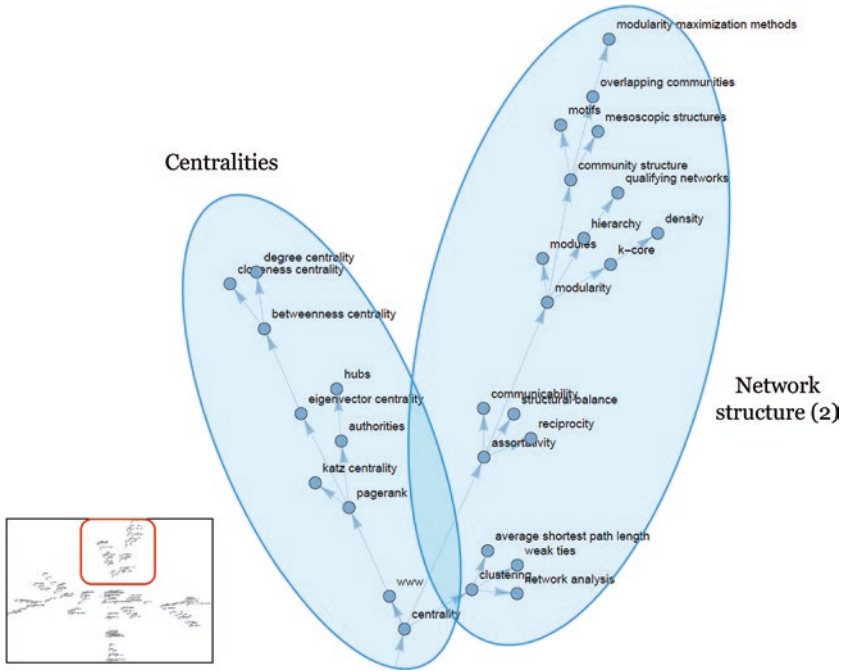 modularity maximization methods
overlapping communities
motifs
mesoscopic structures
Centralities
community structure
qualifying networks
hierarchy
density
degree centrality
modules
k-core
closeness centrality
modularity
betweenness centrality
hubs
communicability
structural balance
Network
structure (2)
eigenvector centrality
authorities
reciprocity
assortativity
katz centrality
pagerank
average shortest path length
weak ties
www
clustering
network analysis
centrality